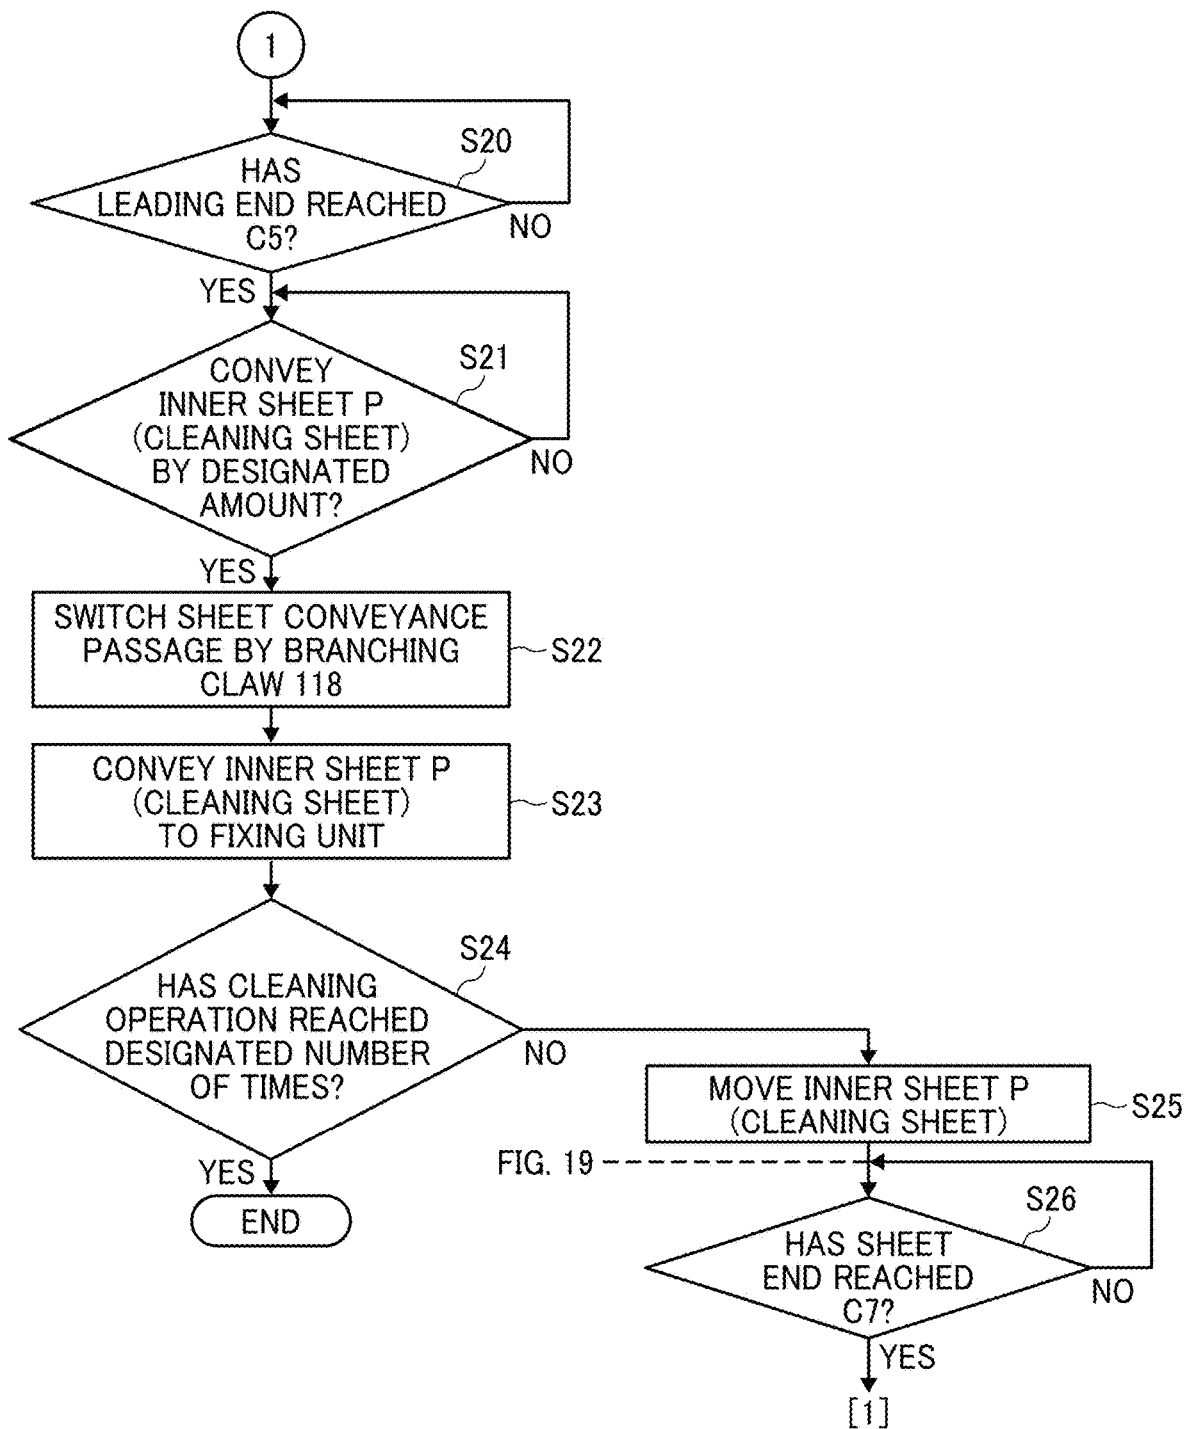 1
S20
HAS
LEADING END REACHED
C5?
NO
YES
S21
CONVEY
INNER SHEET P
(CLEANING SHEET)
BY DESIGNATED
AMOUNT?
NO
YES
SWITCH SHEET CONVEYANCE
PASSAGE BY BRANCHING
CLAW 118
S22
CONVEY INNER SHEET P
(CLEANING SHEET)
TO FIXING UNIT
S23
S24
HAS CLEANING
OPERATION REACHED
DESIGNATED NUMBER
OF TIMES?
NO
YES
END
MOVE INNER SHEET P
(CLEANING SHEET)
S25
FIG. 19
S26
HAS SHEET
END REACHED
C7?
NO
YES
[1]